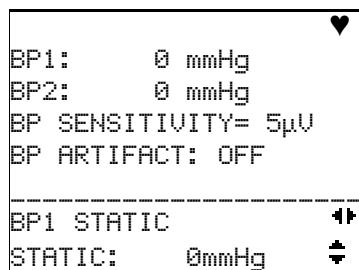 BP1: 0 mmHg
BP2: 0 mmHg
BP SENSITIVITY= 5µV
BP ARTIFACT: OFF
BP1 STATIC
STATIC: 0mmHg